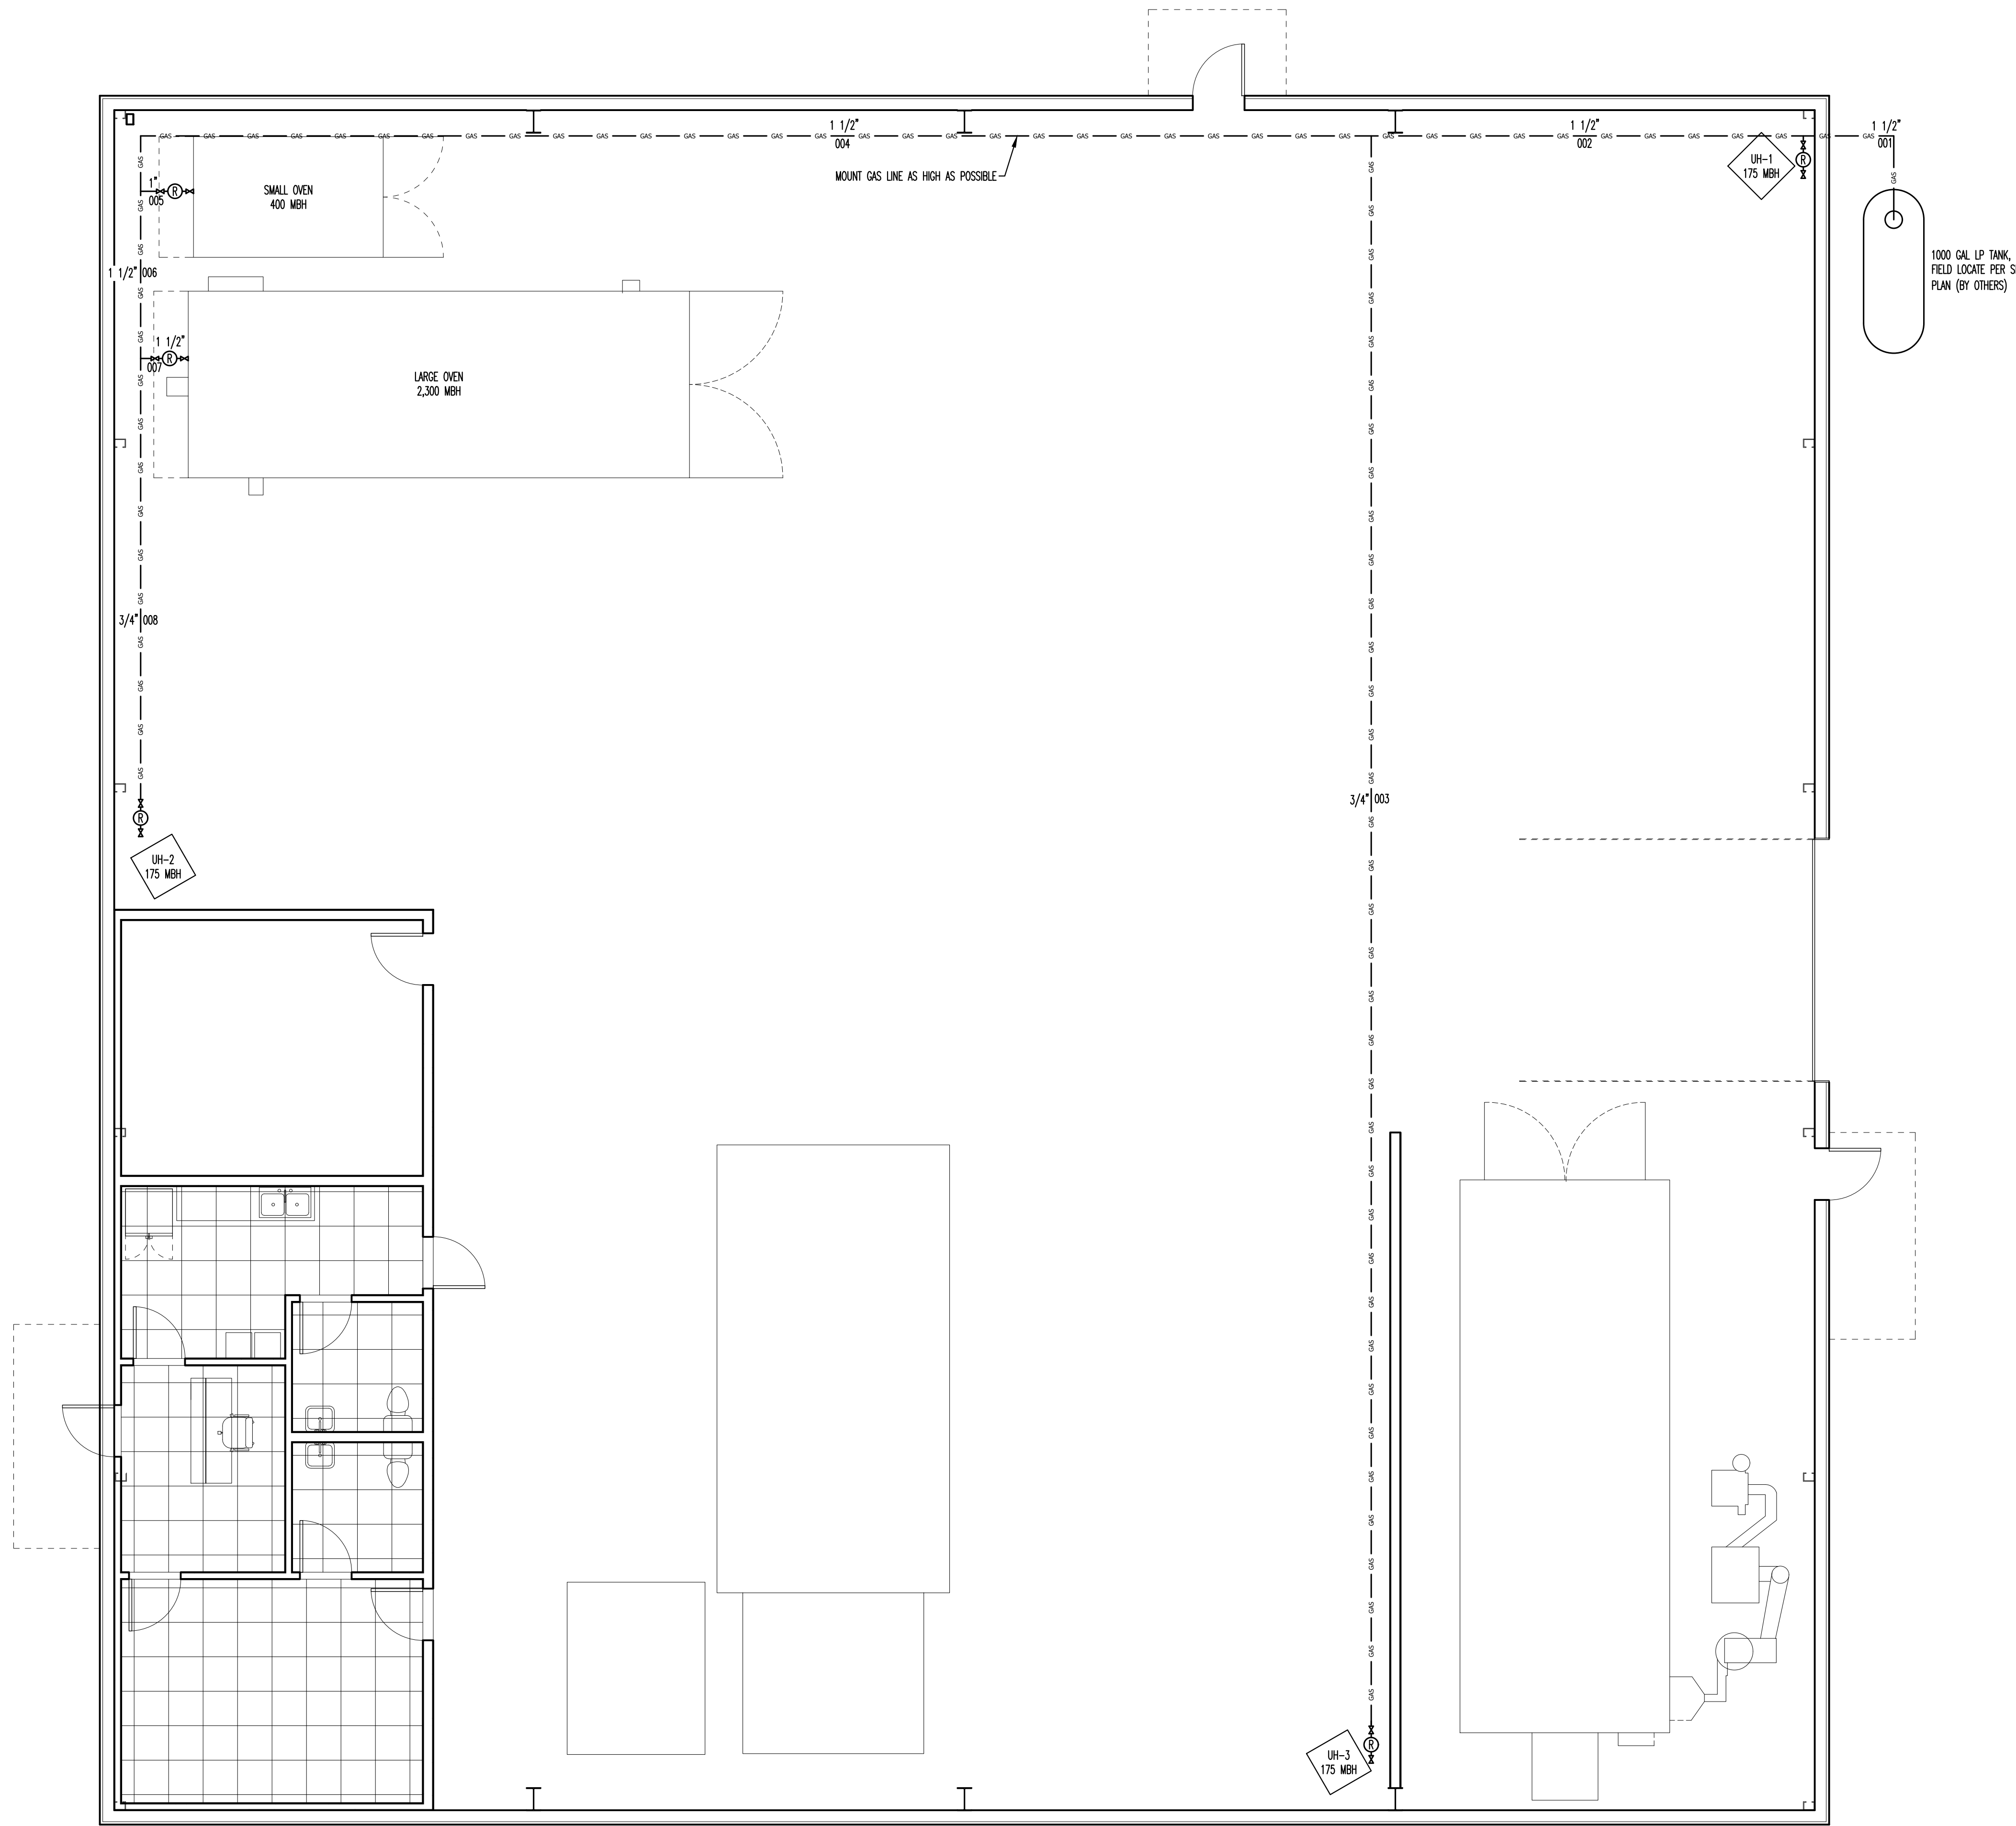 1 1/2"
004
1 1/2"
002
1 1/2"
001
GAS
MOUNT GAS LINE AS HIGH AS POSSIBLE
UH-1
175 MBH
R
1"
005
R
SMALL OVEN
400 MBH
1 1/2" 006
1000 GAL LP TANK,
FIELD LOCATE PER S
PLAN (BY OTHERS)
1 1/2"
007
R
LARGE OVEN
2,300 MBH
3/4" 008
3/4" 003
R
UH-2
175 MBH
R
UH-3
175 MBH